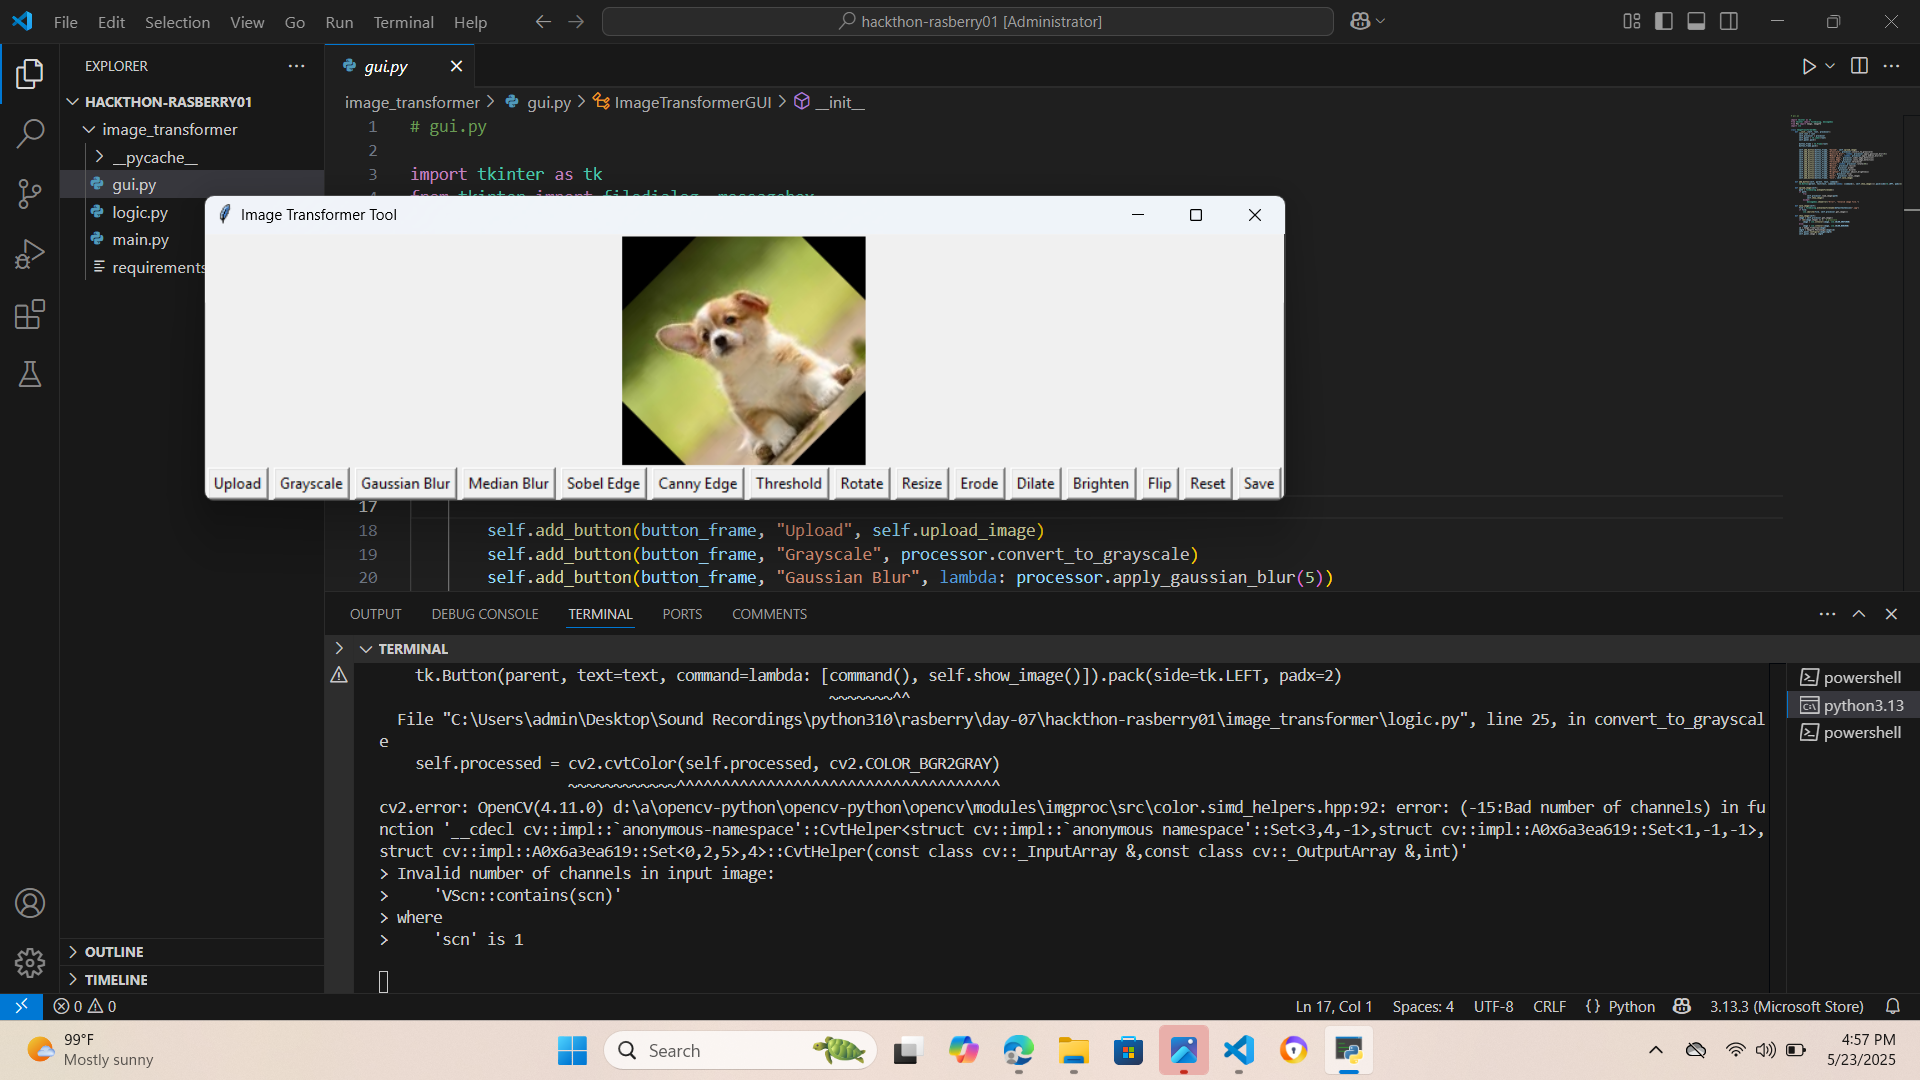 File Edit Selection View Go Run Terminal Help
hackthon-rasberry01 [Administrator]
EXPLORER
HACKTHON-RASBERRY01
image_transformer
__pycache__
gui.py
logic.py
main.py
requirements
OUTLINE
TIMELINE
gui.py
image_transformer > gui.py > ImageTransformerGUI > __init__
1 # gui.py
2
3 import tkinter as tk
Image Transformer Tool
Upload Grayscale Gaussian Blur Median Blur Sobel Edge Canny Edge Threshold Rotate Resize Erode Dilate Brighten Flip Reset Save
17
18 self.add_button(button_frame, "Upload", self.upload_image)
19 self.add_button(button_frame, "Grayscale", processor.convert_to_grayscale)
20 self.add_button(button_frame, "Gaussian Blur", lambda: processor.apply_gaussian_blur(5))
OUTPUT DEBUG CONSOLE TERMINAL PORTS COMMENTS
TERMINAL
tk.Button(parent, text=text, command=lambda: [command(), self.show_image()]).pack(side=tk.LEFT, padx=2)
~~~~~~~^^
File "C:\Users\admin\Desktop\Sound Recordings\python310\rasberry\day-07\hackthon-rasberry01\image_transformer\logic.py", line 25, in convert_to_grayscal
e
self.processed = cv2.cvtColor(self.processed, cv2.COLOR_BGR2GRAY)
~~~~~~~~~~~~^^^^^^^^^^^^^^^^^^^^^^^^^^^^^^^^^^^^
cv2.error: OpenCV(4.11.0) d:\a\opencv-python\opencv-python\opencv\modules\imgproc\src\color.simd_helpers.hpp:92: error: (-15:Bad number of channels) in fu
nction '__cdecl cv::impl::`anonymous-namespace'::CvtHelper<struct cv::impl::`anonymous namespace'::Set<3,4,-1>,struct cv::impl::A0x6a3ea619::Set<1,-1,-1>,
struct cv::impl::A0x6a3ea619::Set<0,2,5>,4>::CvtHelper(const class cv::_InputArray &,const class cv::_OutputArray &,int)'
> Invalid number of channels in input image:
> 'VScn::contains(scn)'
> where
> 'scn' is 1
powershell
python3.13
powershell
0 0
Ln 17, Col 1 Spaces: 4 UTF-8 CRLF {} Python 3.13.3 (Microsoft Store)
99°F
Mostly sunny
Search
4:57 PM
5/23/2025